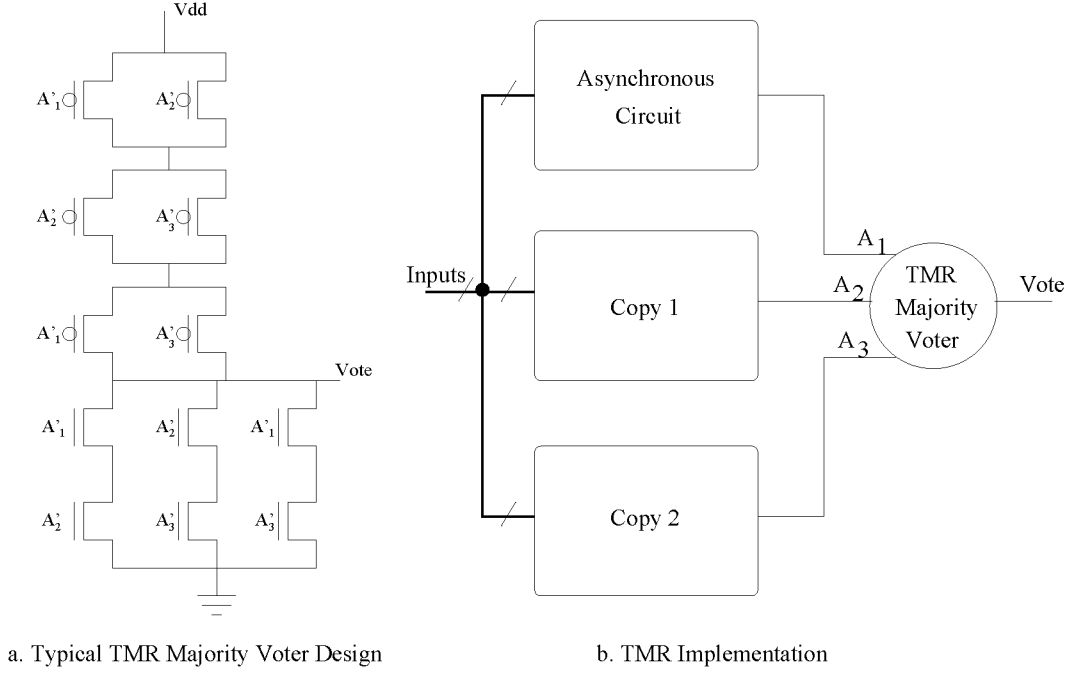 Vdd
A'1
A'2
A'2
A'3
A'1
A'3
Vote
A'1
A'2
A'1
A'2
A'3
A'3
a. Typical TMR Majority Voter Design
Asynchronous
Circuit
Inputs
Copy 1
Copy 2
A1
A2
A3
TMR
Majority
Voter
Vote
b. TMR Implementation